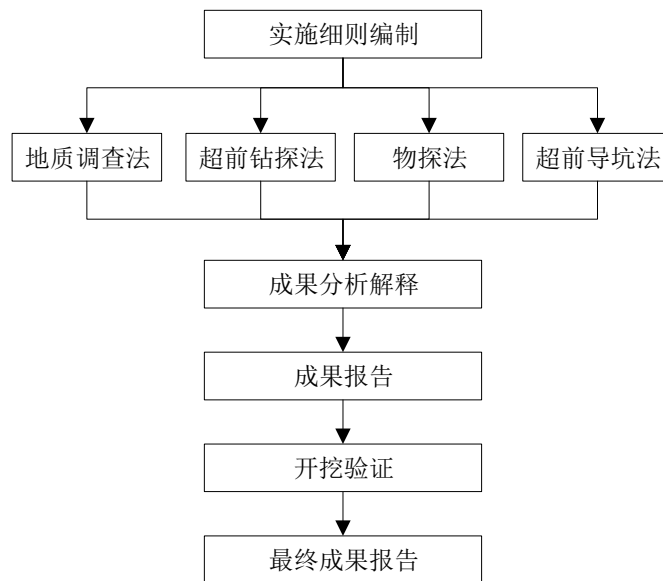 实施细则编制
地质调查法
超前钻探法
物探法
超前导坑法
成果分析解释
成果报告
开挖验证
最终成果报告